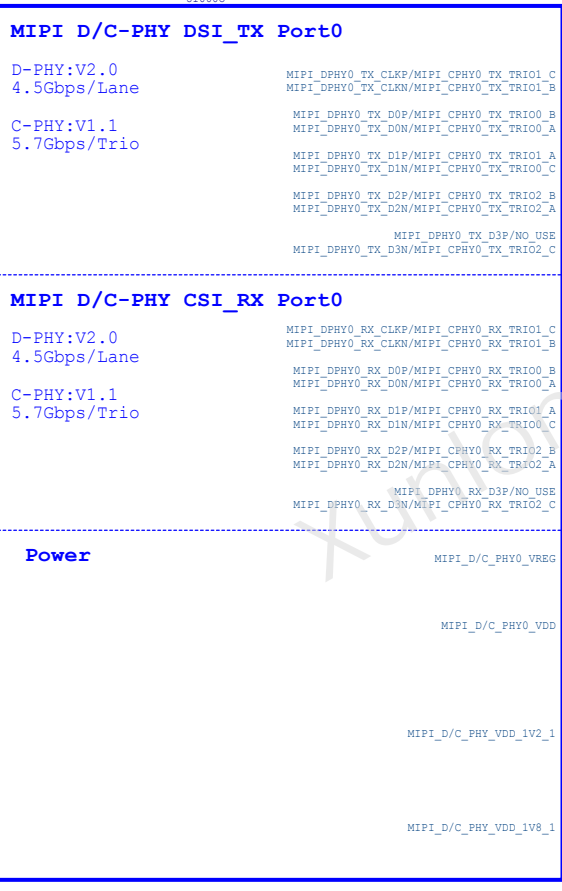 MIPI D/C-PHY DSI_TX Port0
D-PHY:V2.0
4.5Gbps/Lane
C-PHY:V1.1
5.7Gbps/Trio
MIPI_DPHY0_TX_CLKP/MIPI_CPHY0_TX_TRIO1_C
MIPI_DPHY0_TX_CLKN/MIPI_CPHY0_TX_TRIO1_B
MIPI_DPHY0_TX_D0P/MIPI_CPHY0_TX_TRIO0_B
MIPI_DPHY0_TX_D0N/MIPI_CPHY0_TX_TRIO0_A
MIPI_DPHY0_TX_D1P/MIPI_CPHY0_TX_TRIO1_A
MIPI_DPHY0_TX_D1N/MIPI_CPHY0_TX_TRIO0_C
MIPI_DPHY0_TX_D2P/MIPI_CPHY0_TX_TRIO2_B
MIPI_DPHY0_TX_D2N/MIPI_CPHY0_TX_TRIO2_A
MIPI_DPHY0_TX_D3P/NO_USE
MIPI_DPHY0_TX_D3N/MIPI_CPHY0_TX_TRIO2_C
MIPI D/C-PHY CSI_RX Port0
D-PHY:V2.0
4.5Gbps/Lane
C-PHY:V1.1
5.7Gbps/Trio
MIPI_DPHY0_RX_CLKP/MIPI_CPHY0_RX_TRIO1_C
MIPI_DPHY0_RX_CLKN/MIPI_CPHY0_RX_TRIO1_B
MIPI_DPHY0_RX_D0P/MIPI_CPHY0_RX_TRIO0_B
MIPI_DPHY0_RX_D0N/MIPI_CPHY0_RX_TRIO0_A
MIPI_DPHY0_RX_D1P/MIPI_CPHY0_RX_TRIO1_A
MIPI_DPHY0_RX_D1N/MIPI_CPHY0_RX_TRIO0_C
MIPI_DPHY0_RX_D2P/MIPI_CPHY0_RX_TRIO2_B
MIPI_DPHY0_RX_D2N/MIPI_CPHY0_RX_TRIO2_A
MIPI_DPHY0_RX_D3P/NO_USE
MIPI_DPHY0_RX_D3N/MIPI_CPHY0_RX_TRIO2_C
Xunlon
Power
MIPI_D/C_PHY0_VREG
MIPI_D/C_PHY0_VDD
MIPI_D/C_PHY_VDD_1V2_1
MIPI_D/C_PHY_VDD_1V8_1